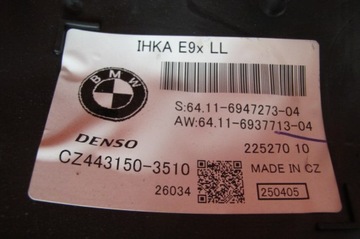 IHKA E9x LL
BMW
S:64.11-6947273-04
AW:64.11-6937713-04
DENSO
225270 10
CZ443150-3510
MADE IN CZ
26034
250405